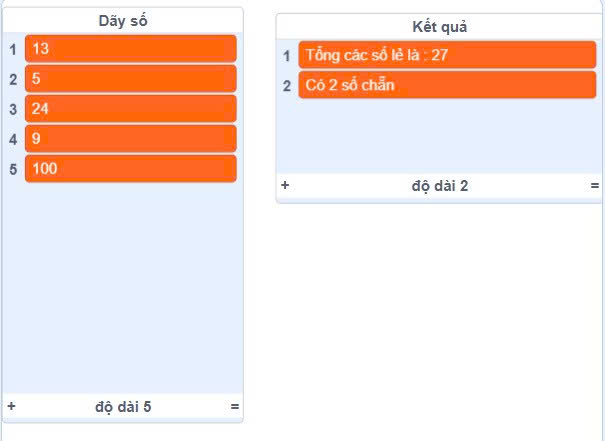 Dãy số
1 13
2 5
3 24
4 9
5 100
+ độ dài 5 =
Kết quả
1 Tổng các số lẻ là : 27
2 Có 2 số chẵn
+ độ dài 2 =